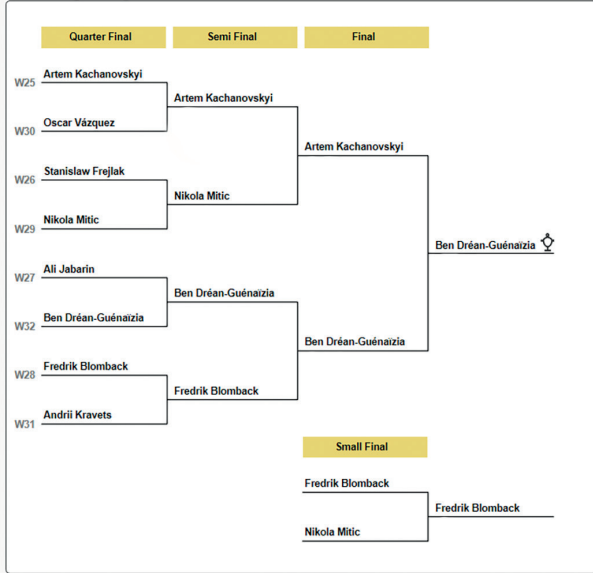 Quarter Final
Semi Final
Final
W25
Artem Kachanovskyi
Artem Kachanovskyi
W30
Oscar Vázquez
Artem Kachanovskyi
W26
Stanislaw Frejlak
Nikola Mitic
W29
Nikola Mitic
Ben Dréan-Guénaïzia
W27
Ali Jabarin
Ben Dréan-Guénaïzia
W32
Ben Dréan-Guénaïzia
Ben Dréan-Guénaïzia
W28
Fredrik Blomback
Fredrik Blomback
W31
Andrii Kravets
Small Final
Fredrik Blomback
Fredrik Blomback
Nikola Mitic